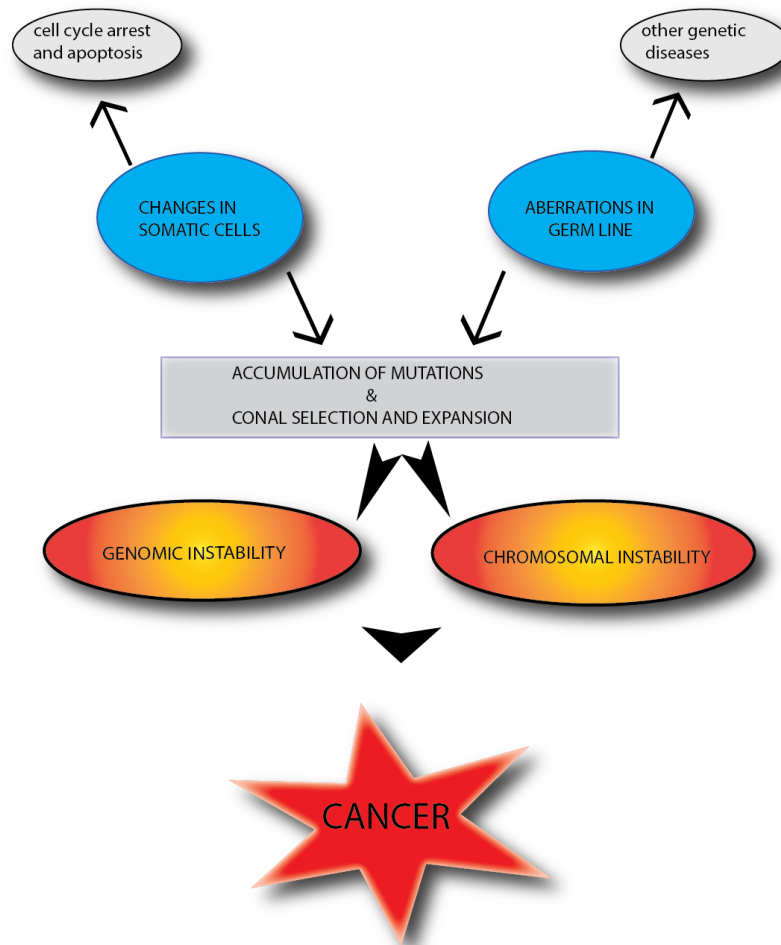 cell cycle arrest
and apoptosis
other genetic
diseases
CHANGES IN
SOMATIC CELLS
ABERRATIONS IN
GERM LINE
ACCUMULATION OF MUTATIONS
&
CONAL SELECTION AND EXPANSION
GENOMIC INSTABILITY
CHROMOSOMAL INSTABILITY
CANCER